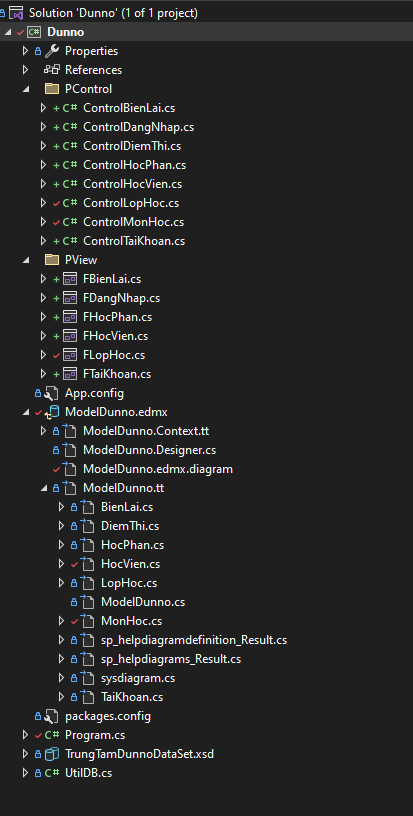 Solution 'Dunno' (1 of 1 project)
C# Dunno
Properties
References
PControl
+ C# ControlBienLai.cs
+ C# ControlDangNhap.cs
+ C# ControlDiemThi.cs
+ C# ControlHocPhan.cs
+ C# ControlHocVien.cs
C# ControlLopHoc.cs
C# ControlMonHoc.cs
+ C# ControlTaiKhoan.cs
PView
+ FBienLai.cs
+ FDangNhap.cs
+ FHocPhan.cs
+ FHocVien.cs
FLopHoc.cs
+ FTaiKhoan.cs
App.config
ModelDunno.edmx
ModelDunno.Context.tt
ModelDunno.Designer.cs
ModelDunno.edmx.diagram
ModelDunno.tt
BienLai.cs
DiemThi.cs
HocPhan.cs
HocVien.cs
LopHoc.cs
ModelDunno.cs
MonHoc.cs
sp_helpdiagramdefinition_Result.cs
sp_helpdiagrams_Result.cs
sysdiagram.cs
TaiKhoan.cs
packages.config
C# Program.cs
TrungTamDunnoDataSet.xsd
C# UtilDB.cs